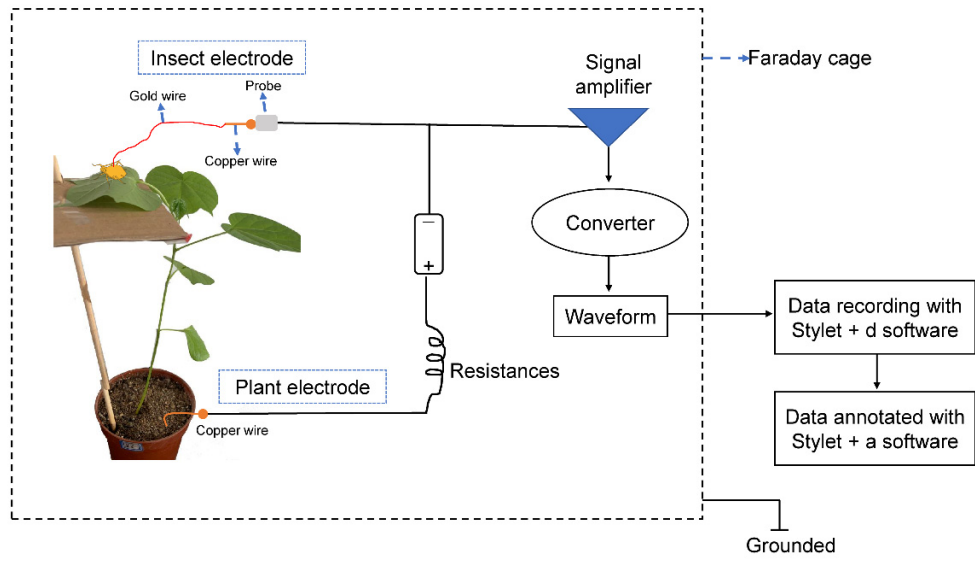 Insect electrode
Signal
amplifier
Faraday cage
Gold wire
Probe
Copper wire
Converter
−
+
Waveform
Data recording with
Stylet + d software
Resistances
Plant electrode
Copper wire
Data annotated with
Stylet + a software
Grounded